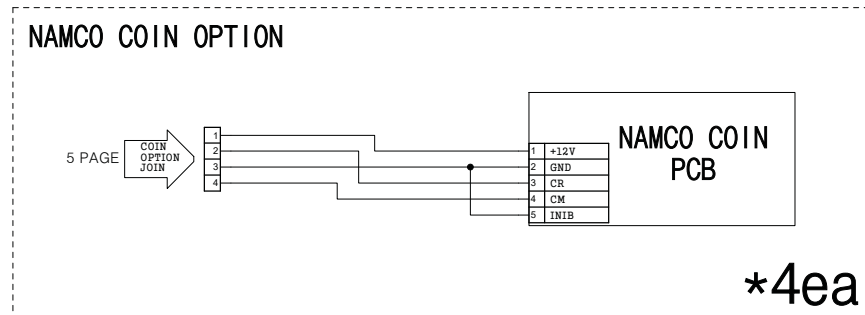 NAMCO COIN OPTION
5 PAGE
COIN
OPTION
JOIN
1
2
3
4
1 +12V
2 GND
3 CR
4 CM
5 INIB
NAMCO COIN
PCB
*4ea